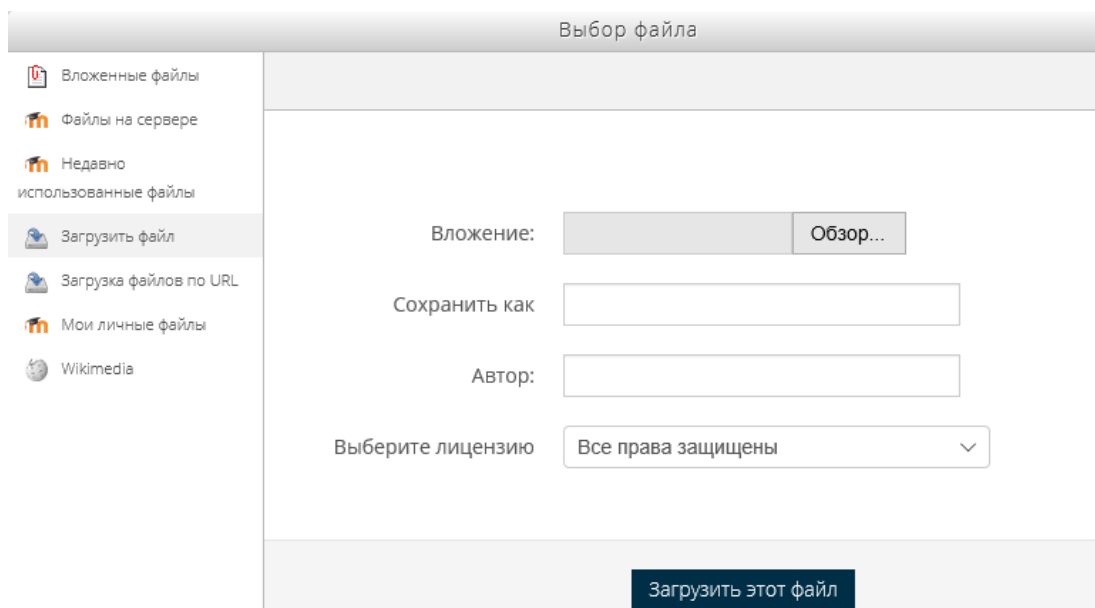 Выбор файла
Вложенные файлы
Файлы на сервере
Недавно
использованные файлы
Загрузить файл
Загрузка файлов по URL
Мои личные файлы
Wikimedia
Вложение: Обзор...
Сохранить как
Автор:
Выберите лицензию Все права защищены
Загрузить этот файл